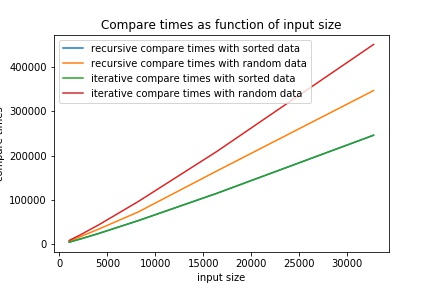 Compare times as function of input size
recursive compare times with sorted data
recursive compare times with random data
iterative compare times with sorted data
iterative compare times with random data
400000
300000
200000
100000
0
0
5000
10000
15000
20000
25000
30000
input size